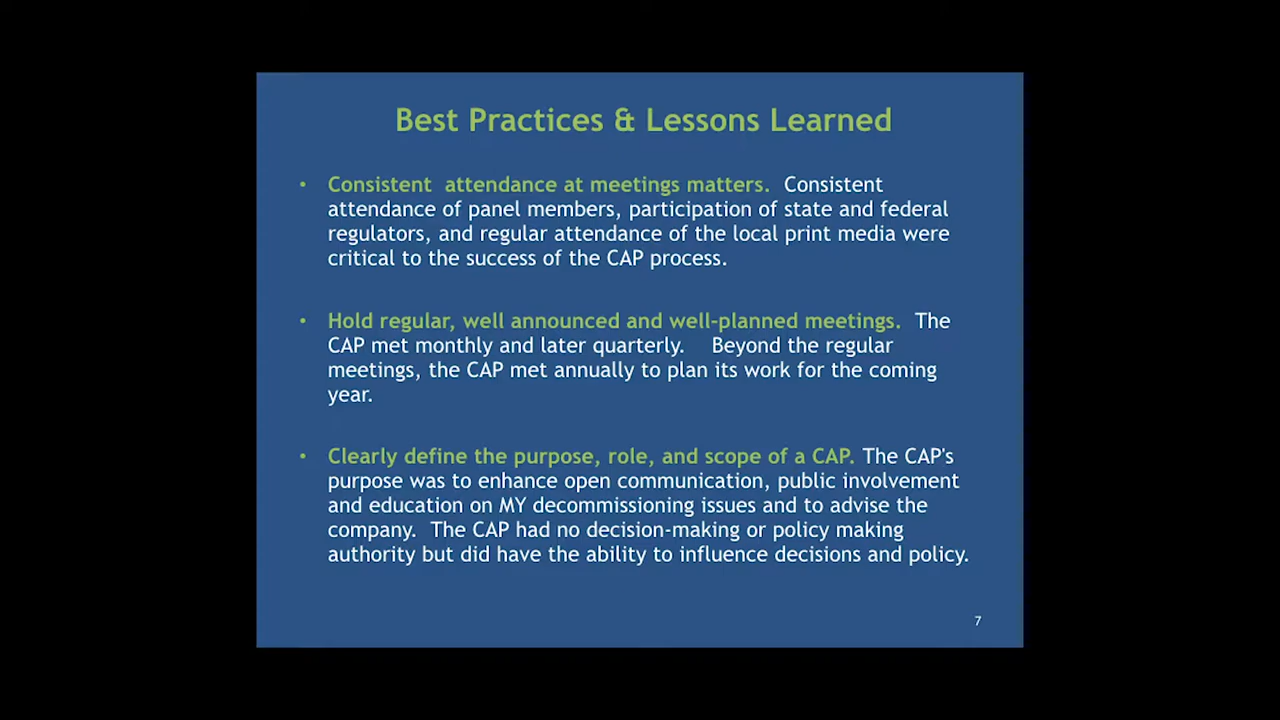 Best Practices & Lessons Learned
• Consistent  attendance at meetings matters.  Consistent
attendance of panel members, participation of state and federal
regulators, and regular attendance of the local print media were
critical to the success of the CAP process.
• Hold regular, well announced and well-planned meetings.  The
CAP met monthly and later quarterly.    Beyond the regular
meetings, the CAP met annually to plan its work for the coming
year.
• Clearly define the purpose, role, and scope of a CAP. The CAP's
purpose was to enhance open communication, public involvement
and education on MY decommissioning issues and to advise the
company.  The CAP had no decision-making or policy making
authority but did have the ability to influence decisions and policy.
7